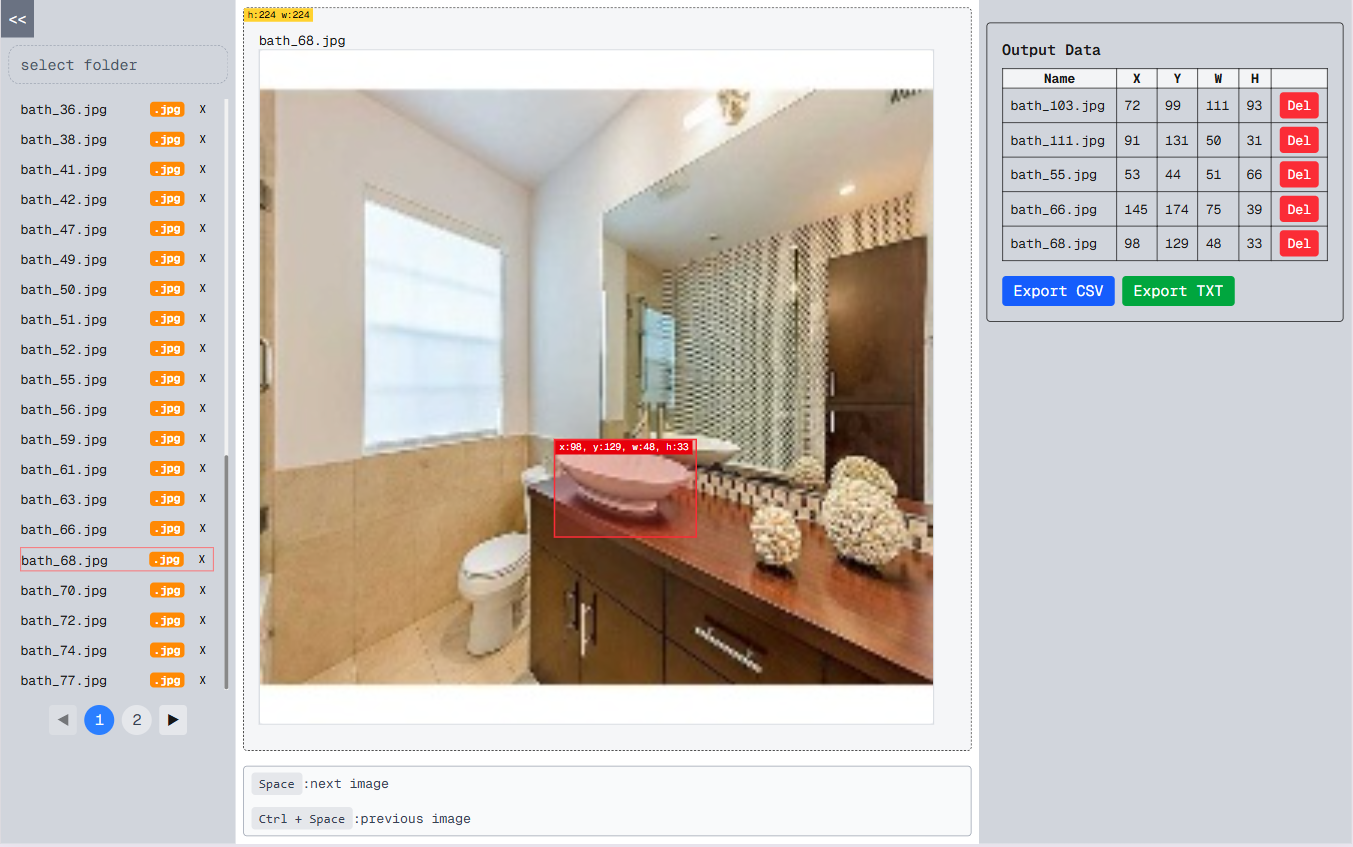 <<
select folder
bath_36.jpg .jpg X
bath_38.jpg .jpg X
bath_41.jpg .jpg X
bath_42.jpg .jpg X
bath_47.jpg .jpg X
bath_49.jpg .jpg X
bath_50.jpg .jpg X
bath_51.jpg .jpg X
bath_52.jpg .jpg X
bath_55.jpg .jpg X
bath_56.jpg .jpg X
bath_59.jpg .jpg X
bath_61.jpg .jpg X
bath_63.jpg .jpg X
bath_66.jpg .jpg X
bath_68.jpg .jpg X
bath_70.jpg .jpg X
bath_72.jpg .jpg X
bath_74.jpg .jpg X
bath_77.jpg .jpg X
◀ 1 2 ▶
h:224 w:224
bath_68.jpg
x:98, y:129, w:48, h:33
Space :next image
Ctrl + Space :previous image
Output Data
Name X Y W H
bath_103.jpg 72 99 111 93 Del
bath_111.jpg 91 131 50 31 Del
bath_55.jpg 53 44 51 66 Del
bath_66.jpg 145 174 75 39 Del
bath_68.jpg 98 129 48 33 Del
Export CSV Export TXT